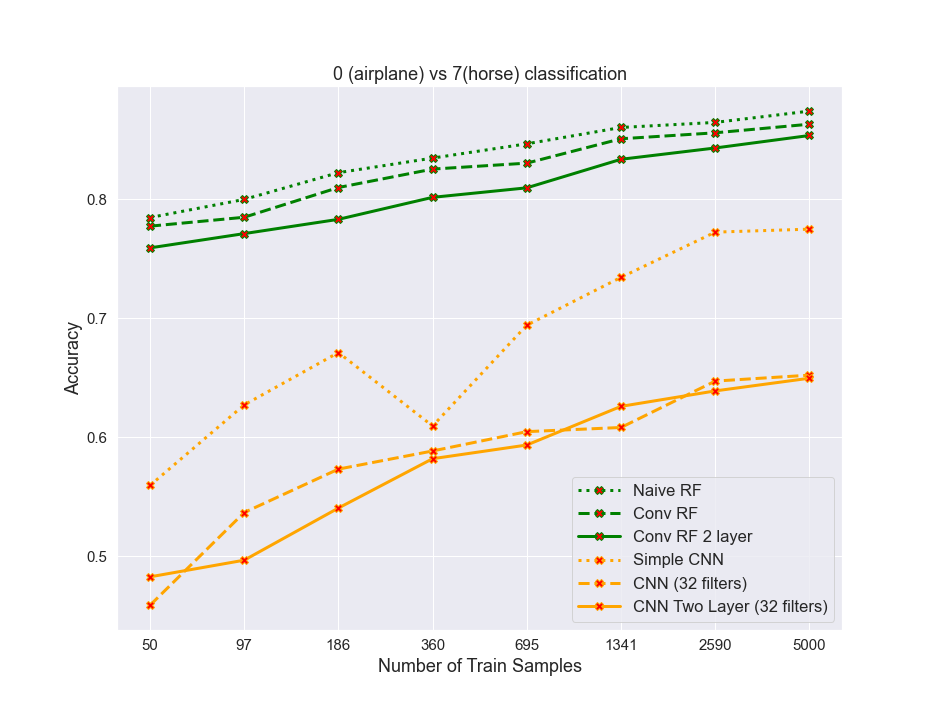 0 (airplane) vs 7(horse) classification
0.8
0.7
0.6
0.5
Accuracy
Naive RF
Conv RF
Conv RF 2 layer
Simple CNN
CNN (32 filters)
CNN Two Layer (32 filters)
50 97 186 360 695 1341 2590 5000
Number of Train Samples